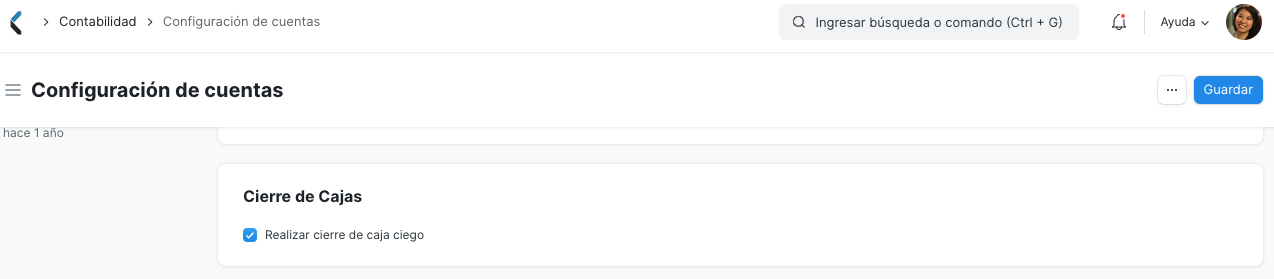 Contabilidad Configuración de cuentas
Ingresar búsqueda o comando (Ctrl + G)
Ayuda
Configuración de cuentas
...
Guardar
hace 1 año
Cierre de Cajas
Realizar cierre de caja ciego